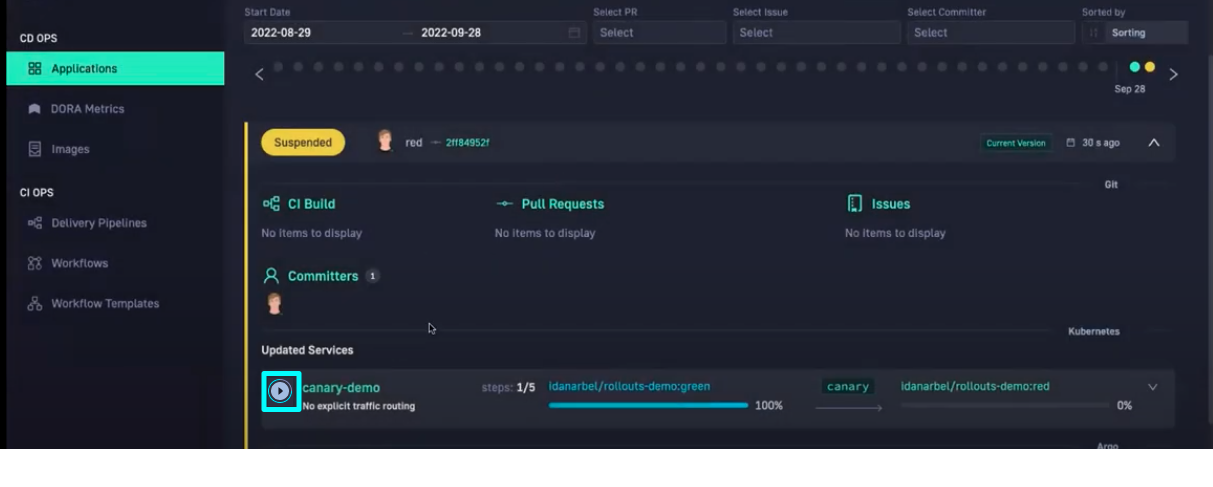 Start Date
Select PR
Select Issue
Select Committer
Sorted by
CD OPS
2022-08-29
2022-09-28
Select
Select
Select
Sorting
Applications
Sep 28
DORA Metrics
Images
Suspended
red
2ff84952f
Current Version
30 s ago
CI OPS
Git
CI Build
Pull Requests
Issues
Delivery Pipelines
No items to display
No items to display
No items to display
Workflows
Committers 1
Workflow Templates
Kubernetes
Updated Services
canary-demo
steps: 1/5
idanarbel/rollouts-demo:green
canary
idanarbel/rollouts-demo:red
No explicit traffic routing
100%
0%
Argo